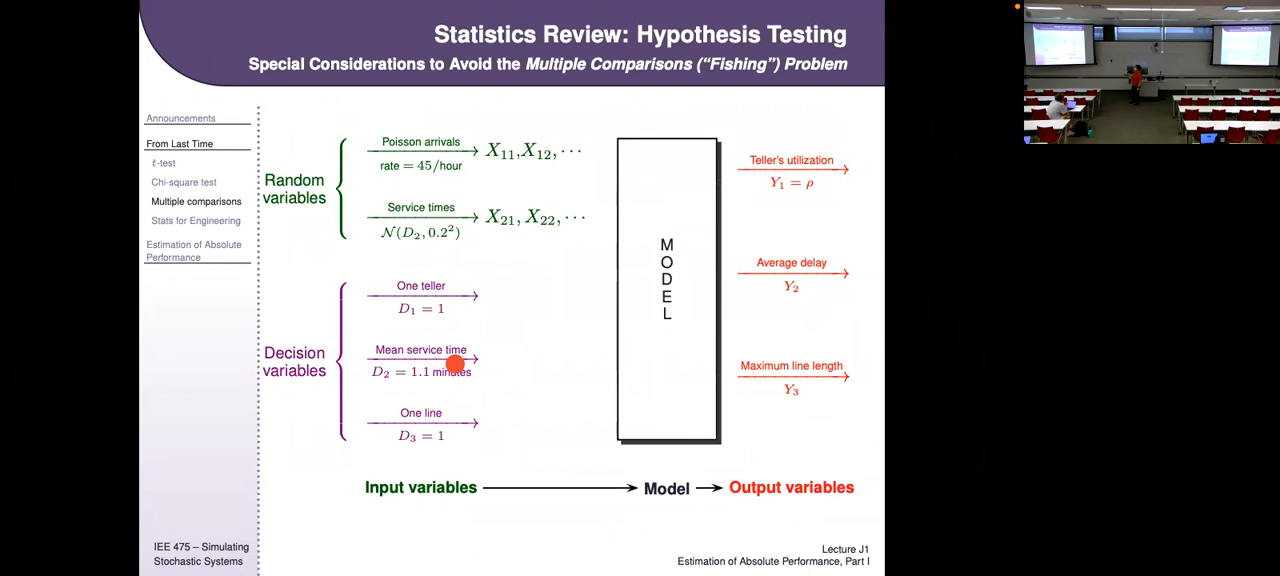 Statistics Review: Hypothesis Testing
Special Considerations to Avoid the Multiple Comparisons (“Fishing”) Problem
Announcements
From Last Time
t-test
Chi-square test
Multiple comparisons
Stats for Engineering
Estimation of Absolute
Performance
Random
variables
Poisson arrivals
rate = 45/hour
X₁₁,X₁₂, ⋯
Service times
𝒩(D₂, 0.2²)
X₂₁, X₂₂, ⋯
Decision
variables
One teller
D₁ = 1
Mean service time
D₂ = 1.1 minutes
One line
D₃ = 1
M
O
D
E
L
Teller's utilization
Y₁ = ρ
Average delay
Y₂
Maximum line length
Y₃
Input variables
Model
Output variables
IEE 475 – Simulating
Stochastic Systems
Lecture J1
Estimation of Absolute Performance, Part I